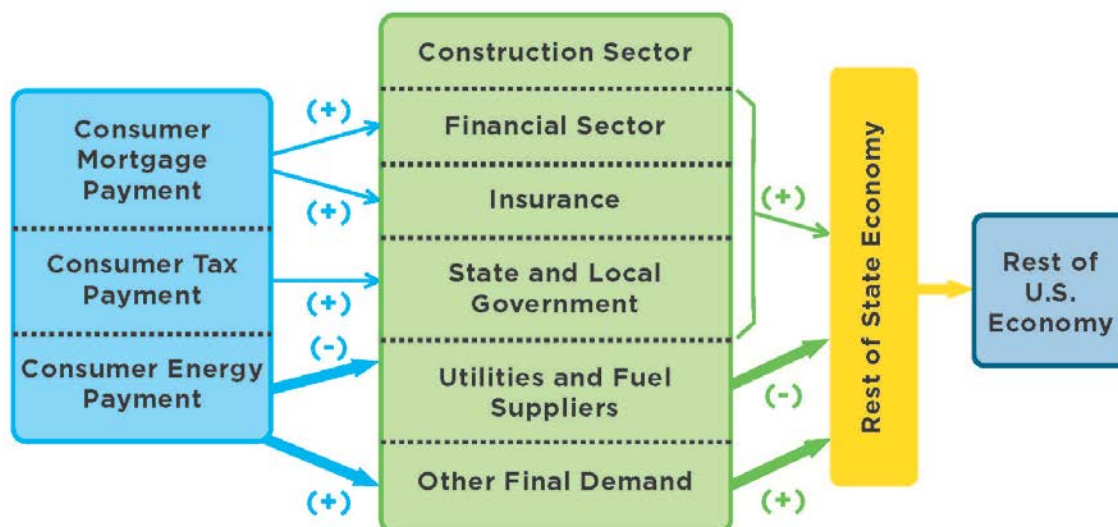 Consumer
Mortgage
Payment
Consumer Tax
Payment
Consumer Energy
Payment
(+)
(+)
(+)
(-)
(+)
Construction Sector
Financial Sector
Insurance
State and Local
Government
Utilities and Fuel
Suppliers
Other Final Demand
(+)
(-)
(+)
Rest of State Economy
Rest of
U.S.
Economy